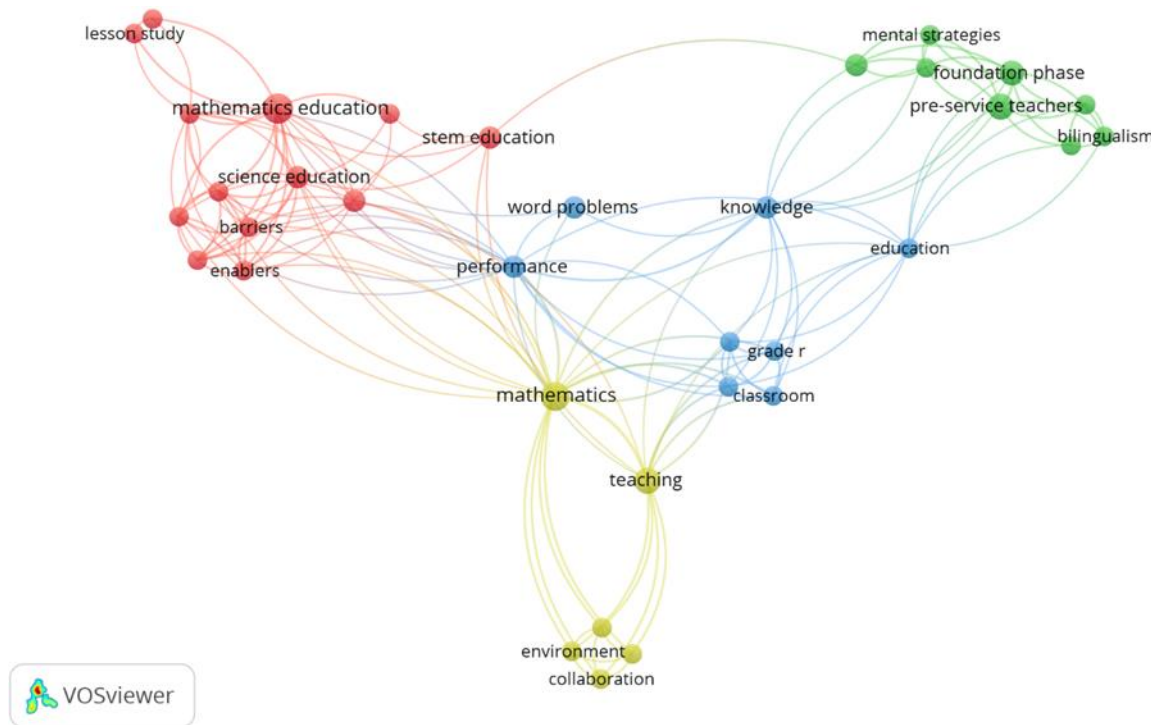 lesson study
mental strategies
foundation phase
mathematics education
pre-service teachers
stem education
bilingualism
science education
word problems
knowledge
barriers
education
performance
enablers
grade r
mathematics
classroom
teaching
environment
collaboration
VOSviewer